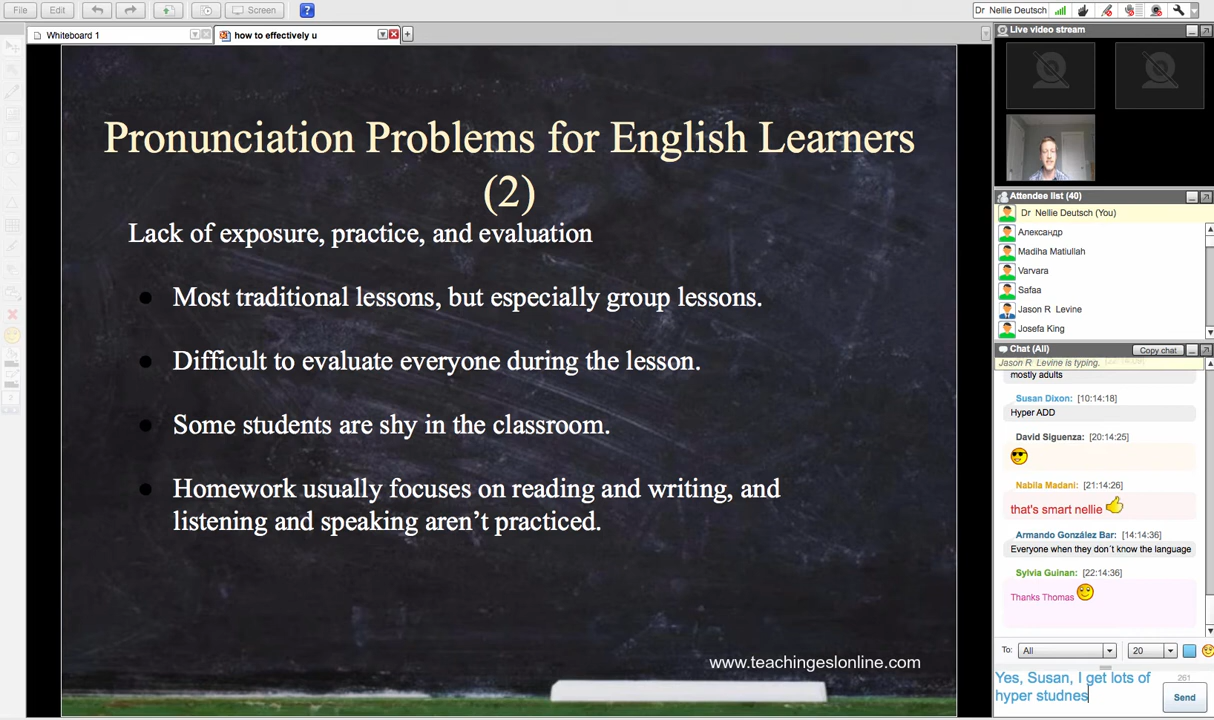 File
Edit
Screen
?
Dr Nellie Deutsch
Whiteboard 1
how to effectively u
Pronunciation Problems for English Learners
(2)
Lack of exposure, practice, and evaluation
Most traditional lessons, but especially group lessons.
Difficult to evaluate everyone during the lesson.
Some students are shy in the classroom.
Homework usually focuses on reading and writing, and
listening and speaking aren't practiced.
www.teachingeslonline.com
Live video stream
Attendee list (40)
Dr Nellie Deutsch (You)
Александр
Madiha Matiullah
Varvara
Safaa
Jason R Levine
Josefa King
Chat (All)
Copy chat
Jason R Levine is typing.
mostly adults
Susan Dixon: [10:14:18]
Hyper ADD
David Siguenza: [20:14:25]
Nabila Madani: [21:14:26]
that's smart nellie
Armando González Bar: [14:14:36]
Everyone when they don´t know the language
Sylvia Guinan: [22:14:36]
Thanks Thomas
To:
All
20
Yes, Susan, I get lots of
hyper studnes
261
Send